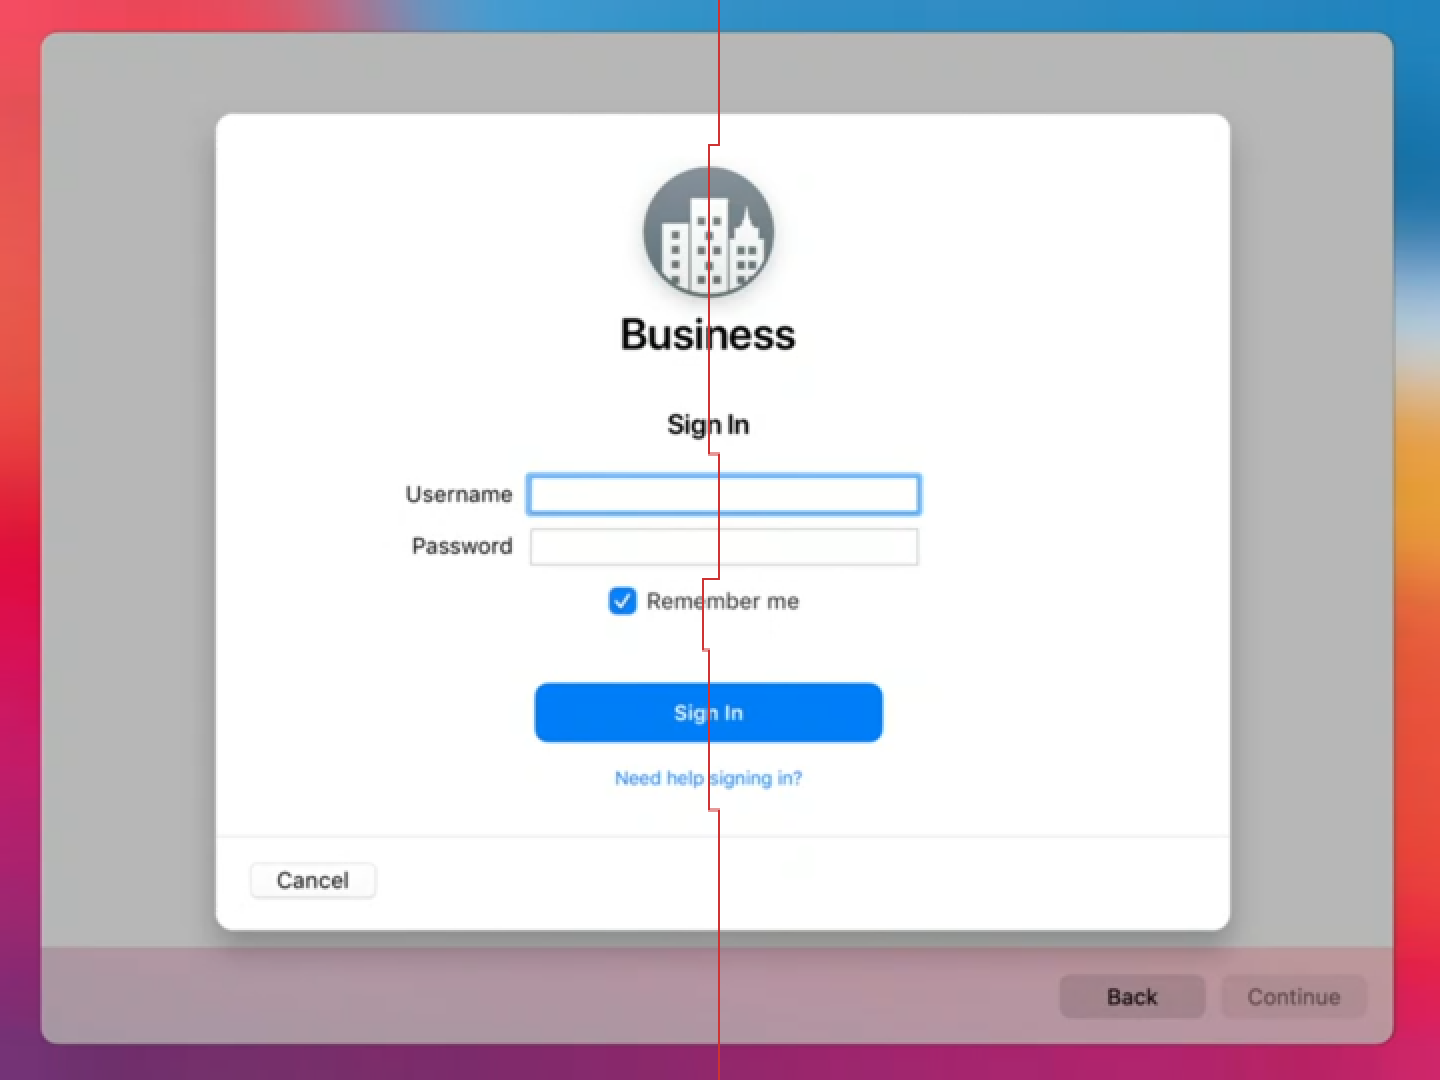 Business
Sign In
Username
Password
Remember me
Sign In
Need help signing in?
Cancel
Back
Continue